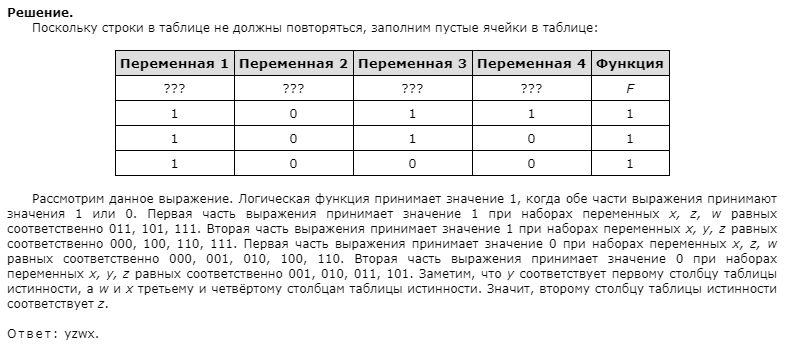 Решение.
Поскольку строки в таблице не должны повторяться, заполним пустые ячейки в таблице:
Переменная 1 Переменная 2 Переменная 3 Переменная 4 Функция
??? ??? ??? ??? F
1 0 1 1 1
1 0 1 0 1
1 0 0 0 1
Рассмотрим данное выражение. Логическая функция принимает значение 1, когда обе части выражения принимают
значения 1 или 0. Первая часть выражения принимает значение 1 при наборах переменных x, z, w равных
соответственно 011, 101, 111. Вторая часть выражения принимает значение 1 при наборах переменных x, y, z равных
соответственно 000, 100, 110, 111. Первая часть выражения принимает значение 0 при наборах переменных x, z, w
равных соответственно 000, 001, 010, 100, 110. Вторая часть выражения принимает значение 0 при наборах
переменных x, y, z равных соответственно 001, 010, 011, 101. Заметим, что y соответствует первому столбцу таблицы
истинности, а w и x третьему и четвёртому столбцам таблицы истинности. Значит, второму столбцу таблицы истинности
соответствует z.
Ответ: yzwx.